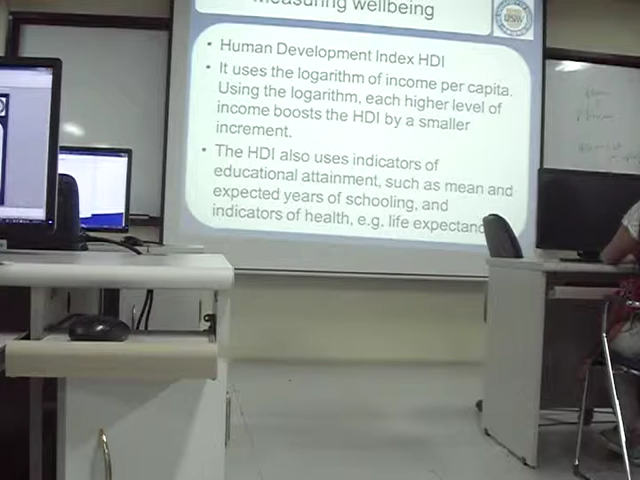 Measuring wellbeing
• Human Development Index HDI
• It uses the logarithm of income per capita.
Using the logarithm, each higher level of
income boosts the HDI by a smaller
increment.
• The HDI also uses indicators of
educational attainment, such as mean and
expected years of schooling, and
indicators of health, e.g. life expectanc